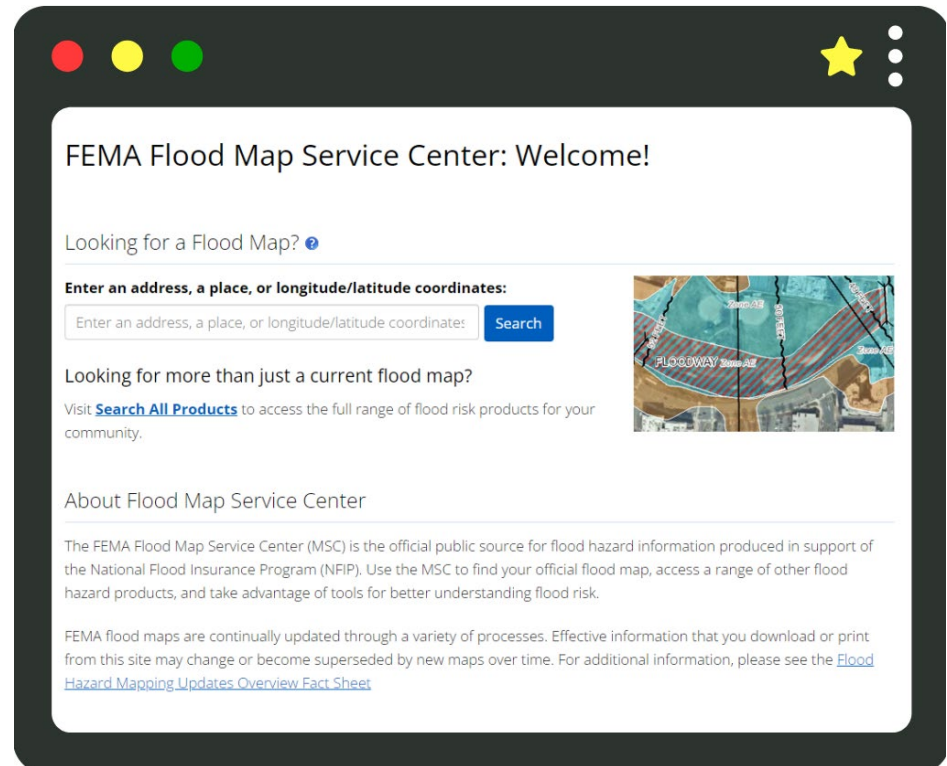 FEMA Flood Map Service Center: Welcome!
Looking for a Flood Map?
Enter an address, a place, or longitude/latitude coordinates:
Enter an address, a place, or longitude/latitude coordinates
Search
Zone AE
FLOODWAY Zone AE
Zone AE
Looking for more than just a current flood map?
Visit Search All Products to access the full range of flood risk products for your
community.
About Flood Map Service Center
The FEMA Flood Map Service Center (MSC) is the official public source for flood hazard information produced in support of
the National Flood Insurance Program (NFIP). Use the MSC to find your official flood map, access a range of other flood
hazard products, and take advantage of tools for better understanding flood risk.
FEMA flood maps are continually updated through a variety of processes. Effective information that you download or print
from this site may change or become superseded by new maps over time. For additional information, please see the Flood
Hazard Mapping Updates Overview Fact Sheet